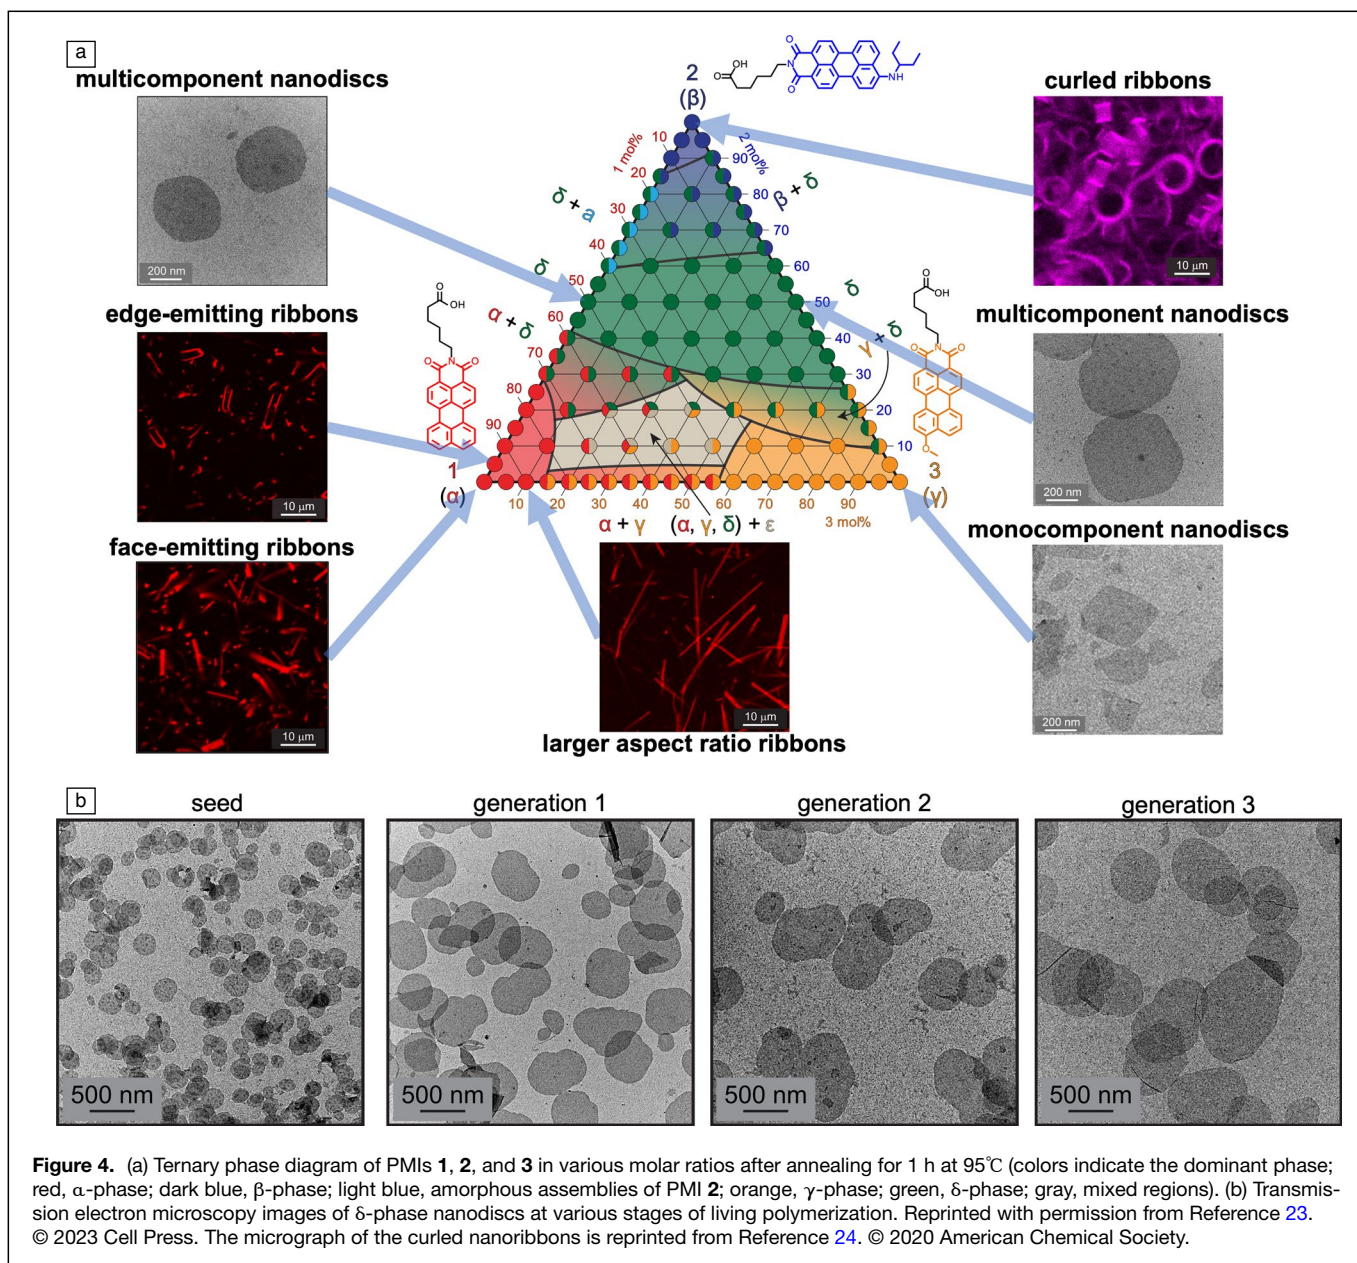 a
multicomponent nanodiscs
200 nm
edge-emitting ribbons
10 μm
face-emitting ribbons
10 μm
O
OH
O
N
O
1
(α)
2
(β)
O
OH
N
O
O
NH
1 mol%
10
20
30
40
50
60
70
80
90
2 mol%
90
80
70
60
50
40
30
20
10
10
20
30
40
50
60
70
80
90
3 mol%
δ + a
δ
α + δ
β + δ
δ
γ + δ
α + γ
(α, γ, δ) + ε
3
(γ)
O
OH
O
N
O
O
curled ribbons
10 μm
multicomponent nanodiscs
200 nm
monocomponent nanodiscs
200 nm
10 μm
larger aspect ratio ribbons
b
seed
generation 1
generation 2
generation 3
500 nm
500 nm
500 nm
500 nm
Figure 4. (a) Ternary phase diagram of PMIs 1, 2, and 3 in various molar ratios after annealing for 1 h at 95℃ (colors indicate the dominant phase;
red, α-phase; dark blue, β-phase; light blue, amorphous assemblies of PMI 2; orange, γ-phase; green, δ-phase; gray, mixed regions). (b) Transmis-
sion electron microscopy images of δ-phase nanodiscs at various stages of living polymerization. Reprinted with permission from Reference 23.
© 2023 Cell Press. The micrograph of the curled nanoribbons is reprinted from Reference 24. © 2020 American Chemical Society.